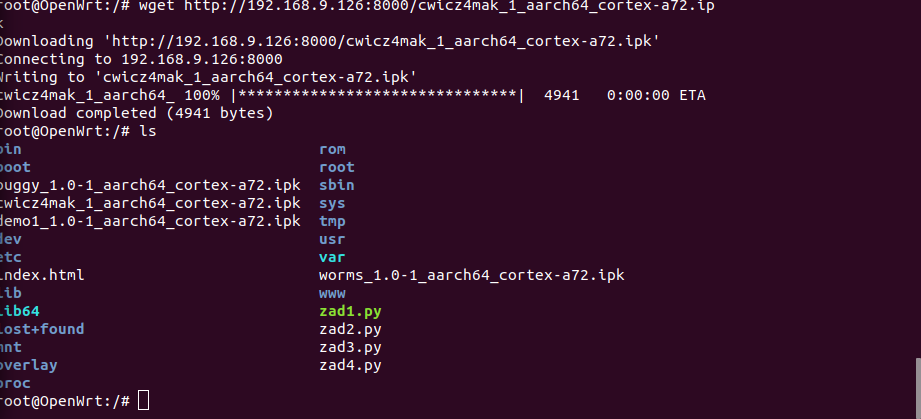 root@OpenWrt:/# wget http://192.168.9.126:8000/cwicz4mak_1_aarch64_cortex-a72.ip
k
Downloading 'http://192.168.9.126:8000/cwicz4mak_1_aarch64_cortex-a72.ipk'
Connecting to 192.168.9.126:8000
Writing to 'cwicz4mak_1_aarch64_cortex-a72.ipk'
cwicz4mak_1_aarch64_ 100% |*******************************|  4941   0:00:00 ETA
Download completed (4941 bytes)
root@OpenWrt:/# ls
bin rom
boot root
buggy_1.0-1_aarch64_cortex-a72.ipk sbin
cwicz4mak_1_aarch64_cortex-a72.ipk sys
demo1_1.0-1_aarch64_cortex-a72.ipk tmp
dev usr
etc var
index.html worms_1.0-1_aarch64_cortex-a72.ipk
lib www
lib64 zad1.py
lost+found zad2.py
mnt zad3.py
overlay zad4.py
proc
root@OpenWrt:/#